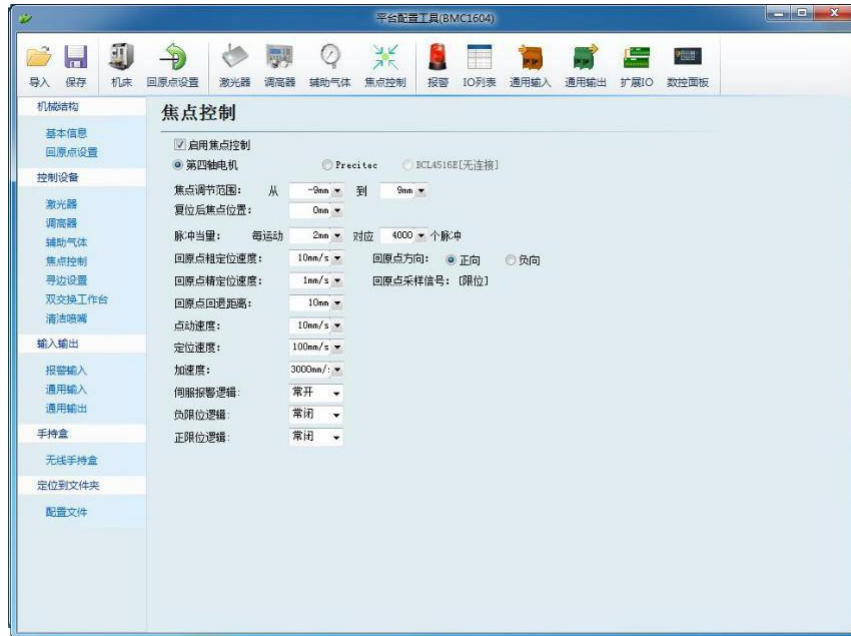 平台配置工具(BMC1604)
导入 保存 机床 回原点设置 激光器 调高器 辅助气体 焦点控制 报警 IO列表 通用输入 通用输出 扩展IO 数控面板
机械结构
基本信息
回原点设置
控制设备
激光器
调高器
辅助气体
焦点控制
寻边设置
双交换工作台
清洁喷嘴
输入输出
报警输入
通用输入
通用输出
手持盒
无线手持盒
定位到文件夹
配置文件
焦点控制
启用焦点控制
第四轴电机 Precitec BCL4516E[无连接]
焦点调节范围: 从 -9mm 到 9mm
复位后焦点位置: 0mm
脉冲当量: 每运动 2mm 对应 4000 个脉冲
回原点粗定位速度: 10mm/s 回原点方向: 正向 负向
回原点精定位速度: 1mm/s 回原点采样信号: [限位]
回原点回退距离: 10mm
点动速度: 10mm/s
定位速度: 100mm/s
加速度: 3000mm/
伺服报警逻辑: 常开
负限位逻辑: 常闭
正限位逻辑: 常闭